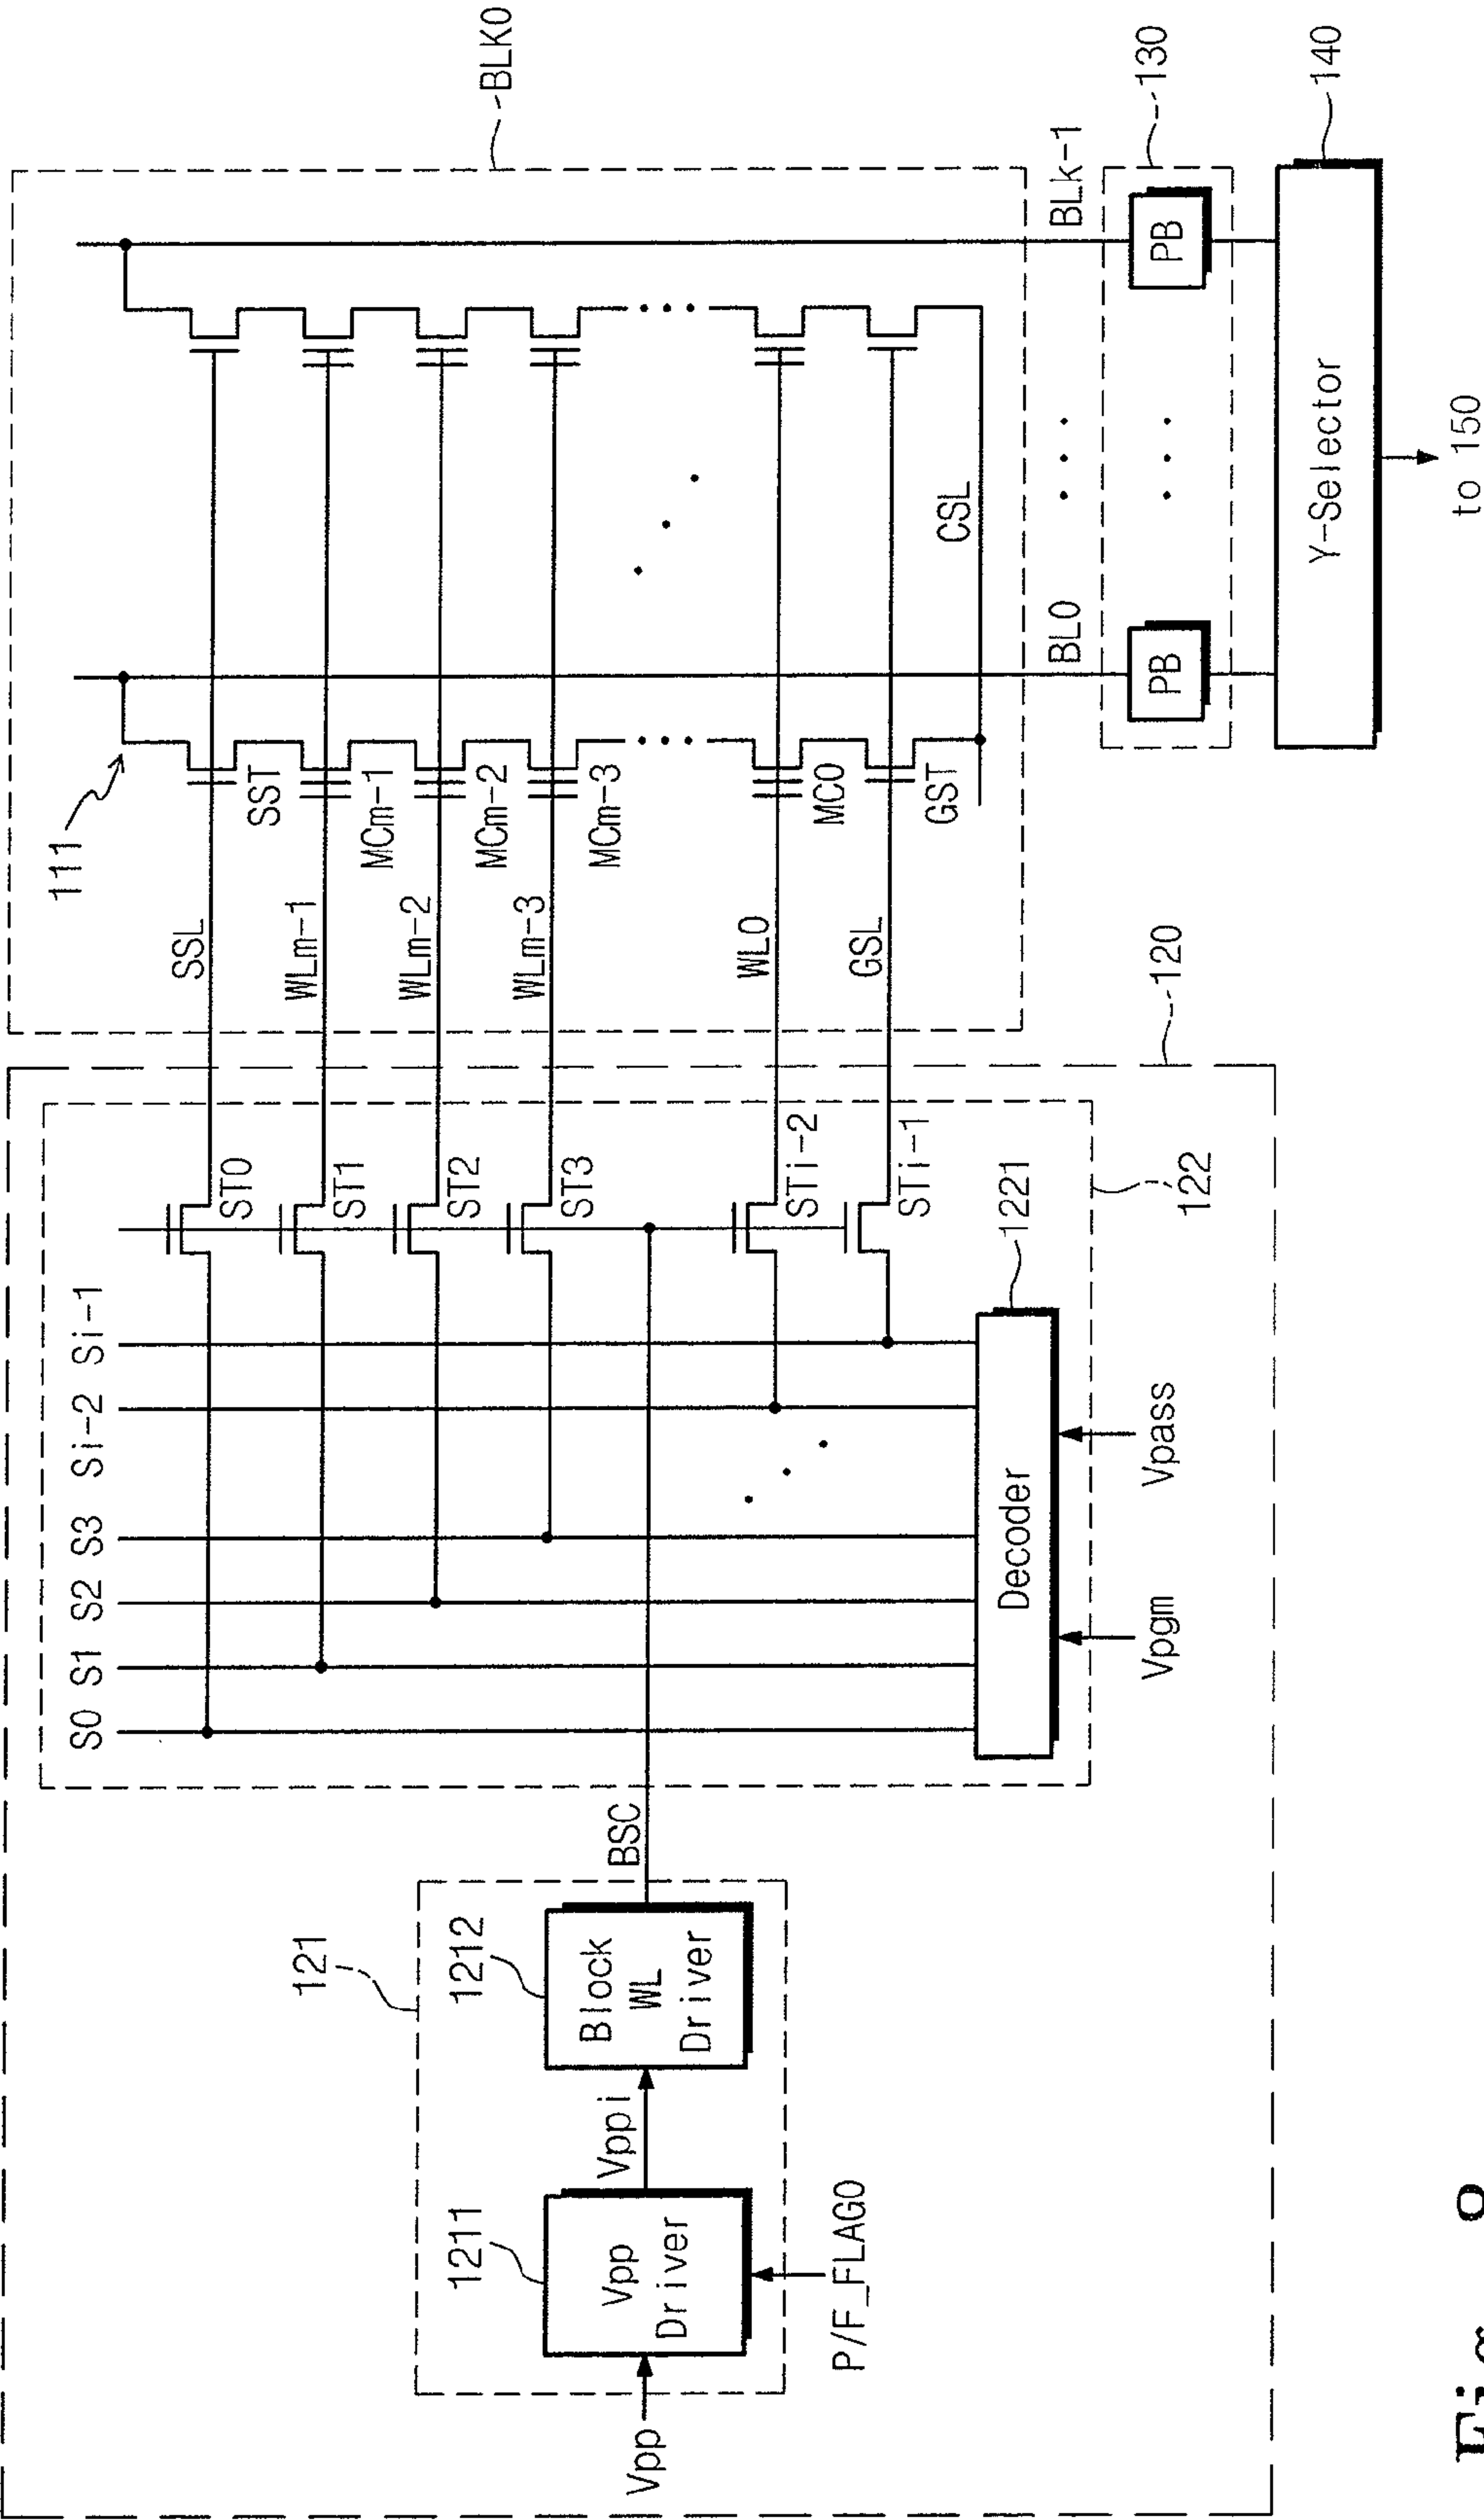 BLK0
111
SSL
SST
WLm-1
MCm-1
WLm-2
MCm-2
WLm-3
MCm-3
WL0
MC0
GSL
GST
CSL
BL0
BLk-1
130
PB
PB
140
Y-Selector
to 150
120
122
S0
S1
S2
S3
Si-2
Si-1
ST0
ST1
ST2
ST3
STi-2
STi-1
1221
Decoder
Vpgm
Vpass
BSC
121
1212
Block
WL
Driver
Vppi
1211
Vpp
Driver
Vpp
P/F_FLAG0
Fig. 8